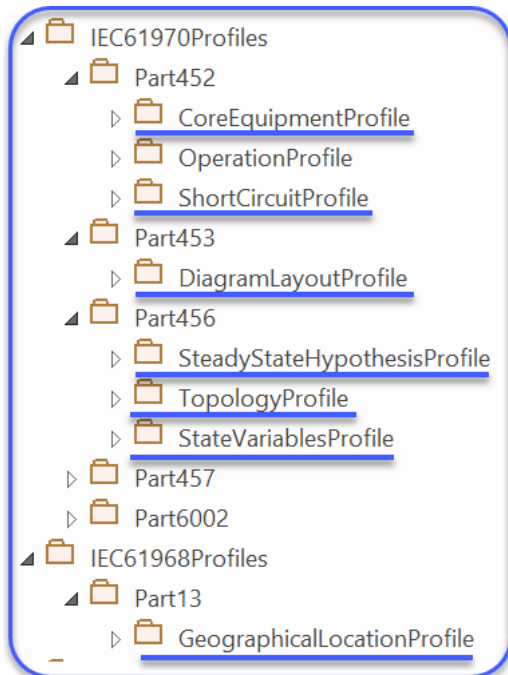 IEC61970Profiles
Part452
CoreEquipmentProfile
OperationProfile
ShortCircuitProfile
Part453
DiagramLayoutProfile
Part456
SteadyStateHypothesisProfile
TopologyProfile
StateVariablesProfile
Part457
Part6002
IEC61968Profiles
Part13
GeographicalLocationProfile